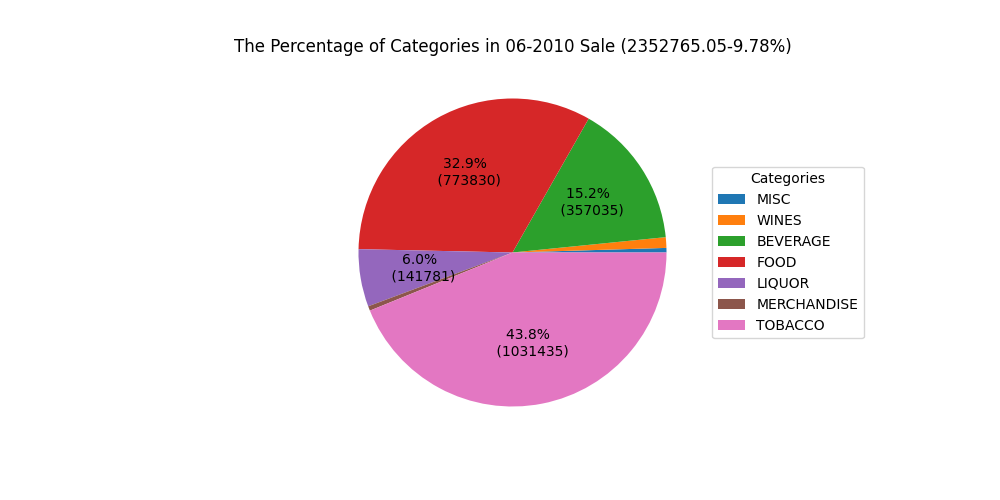 The Percentage of Categories in 06-2010 Sale (2352765.05-9.78%)
32.9%
(773830)
15.2%
(357035)
6.0%
(141781)
43.8%
(1031435)
Categories
MISC
WINES
BEVERAGE
FOOD
LIQUOR
MERCHANDISE
TOBACCO